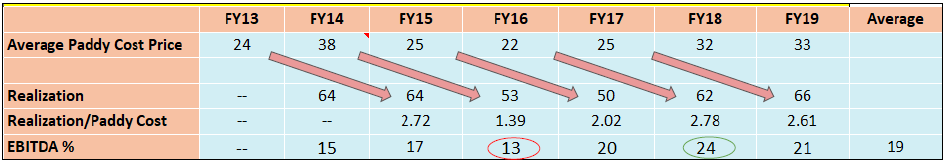 FY13 FY14 FY15 FY16 FY17 FY18 FY19 Average
Average Paddy Cost Price 24 38 25 22 25 32 33
Realization -- 64 64 53 50 62 66
Realization/Paddy Cost -- -- 2.72 1.39 2.02 2.78 2.61
EBITDA % -- 15 17 13 20 24 21 19